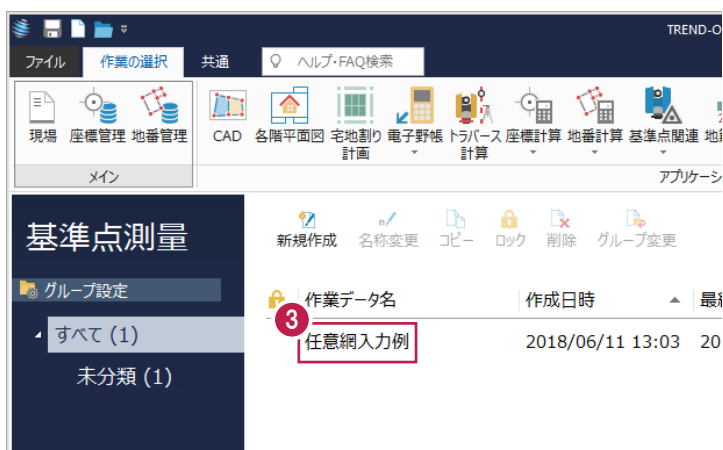 TREND-O
ファイル 作業の選択 共通 ヘルプ・FAQ検索
現場 座標管理 地番管理 CAD 各階平面図 宅地割り計画 電子野帳 トラバース計算 座標計算 地番計算 基準点関連
メイン アプリケーシ
基準点測量
新規作成 名称変更 コピー ロック 削除 グループ変更
グループ設定
作業データ名 作成日時 最
3
すべて (1) 任意網入力例 2018/06/11 13:03 20
未分類 (1)